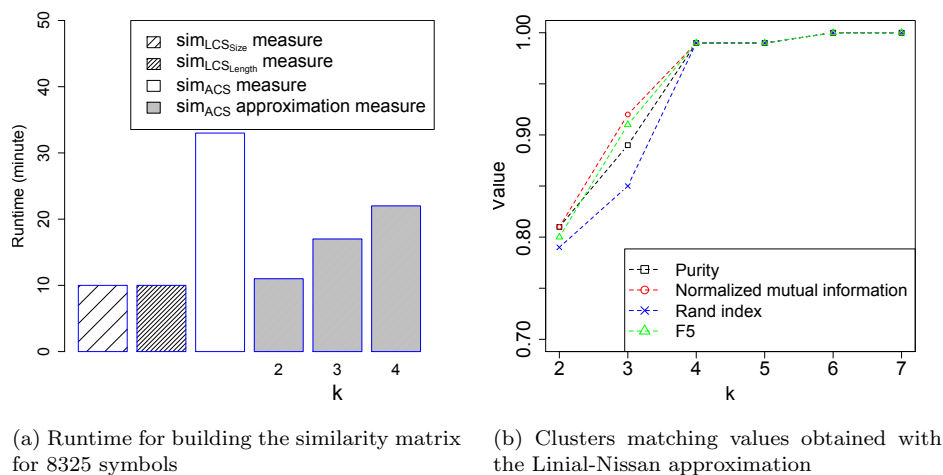 50
40
30
20
10
0
Runtime (minute)
simLCSSize measure
simLCSLength measure
simACS measure
simACS approximation measure
2 3 4
k
1.00
0.90
0.80
0.70
Value
Purity
Normalized mutual information
Rand index
F5
2 3 4 5 6 7
k
(a) Runtime for building the similarity matrix
for 8325 symbols
(b) Clusters matching values obtained with
the Linial-Nissan approximation